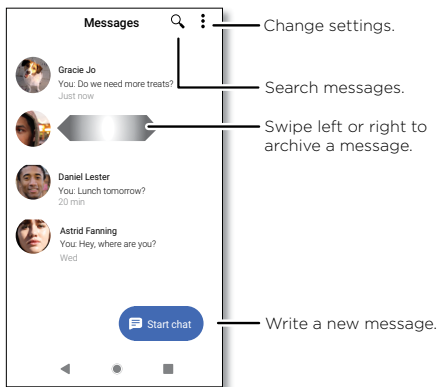 Messages
Change settings.
Gracie Jo
You: Do we need more treats?
Just now
Search messages.
Swipe left or right to
archive a message.
Daniel Lester
You: Lunch tomorrow?
20 min
Astrid Fanning
You: Hey, where are you?
Wed
Start chat
Write a new message.